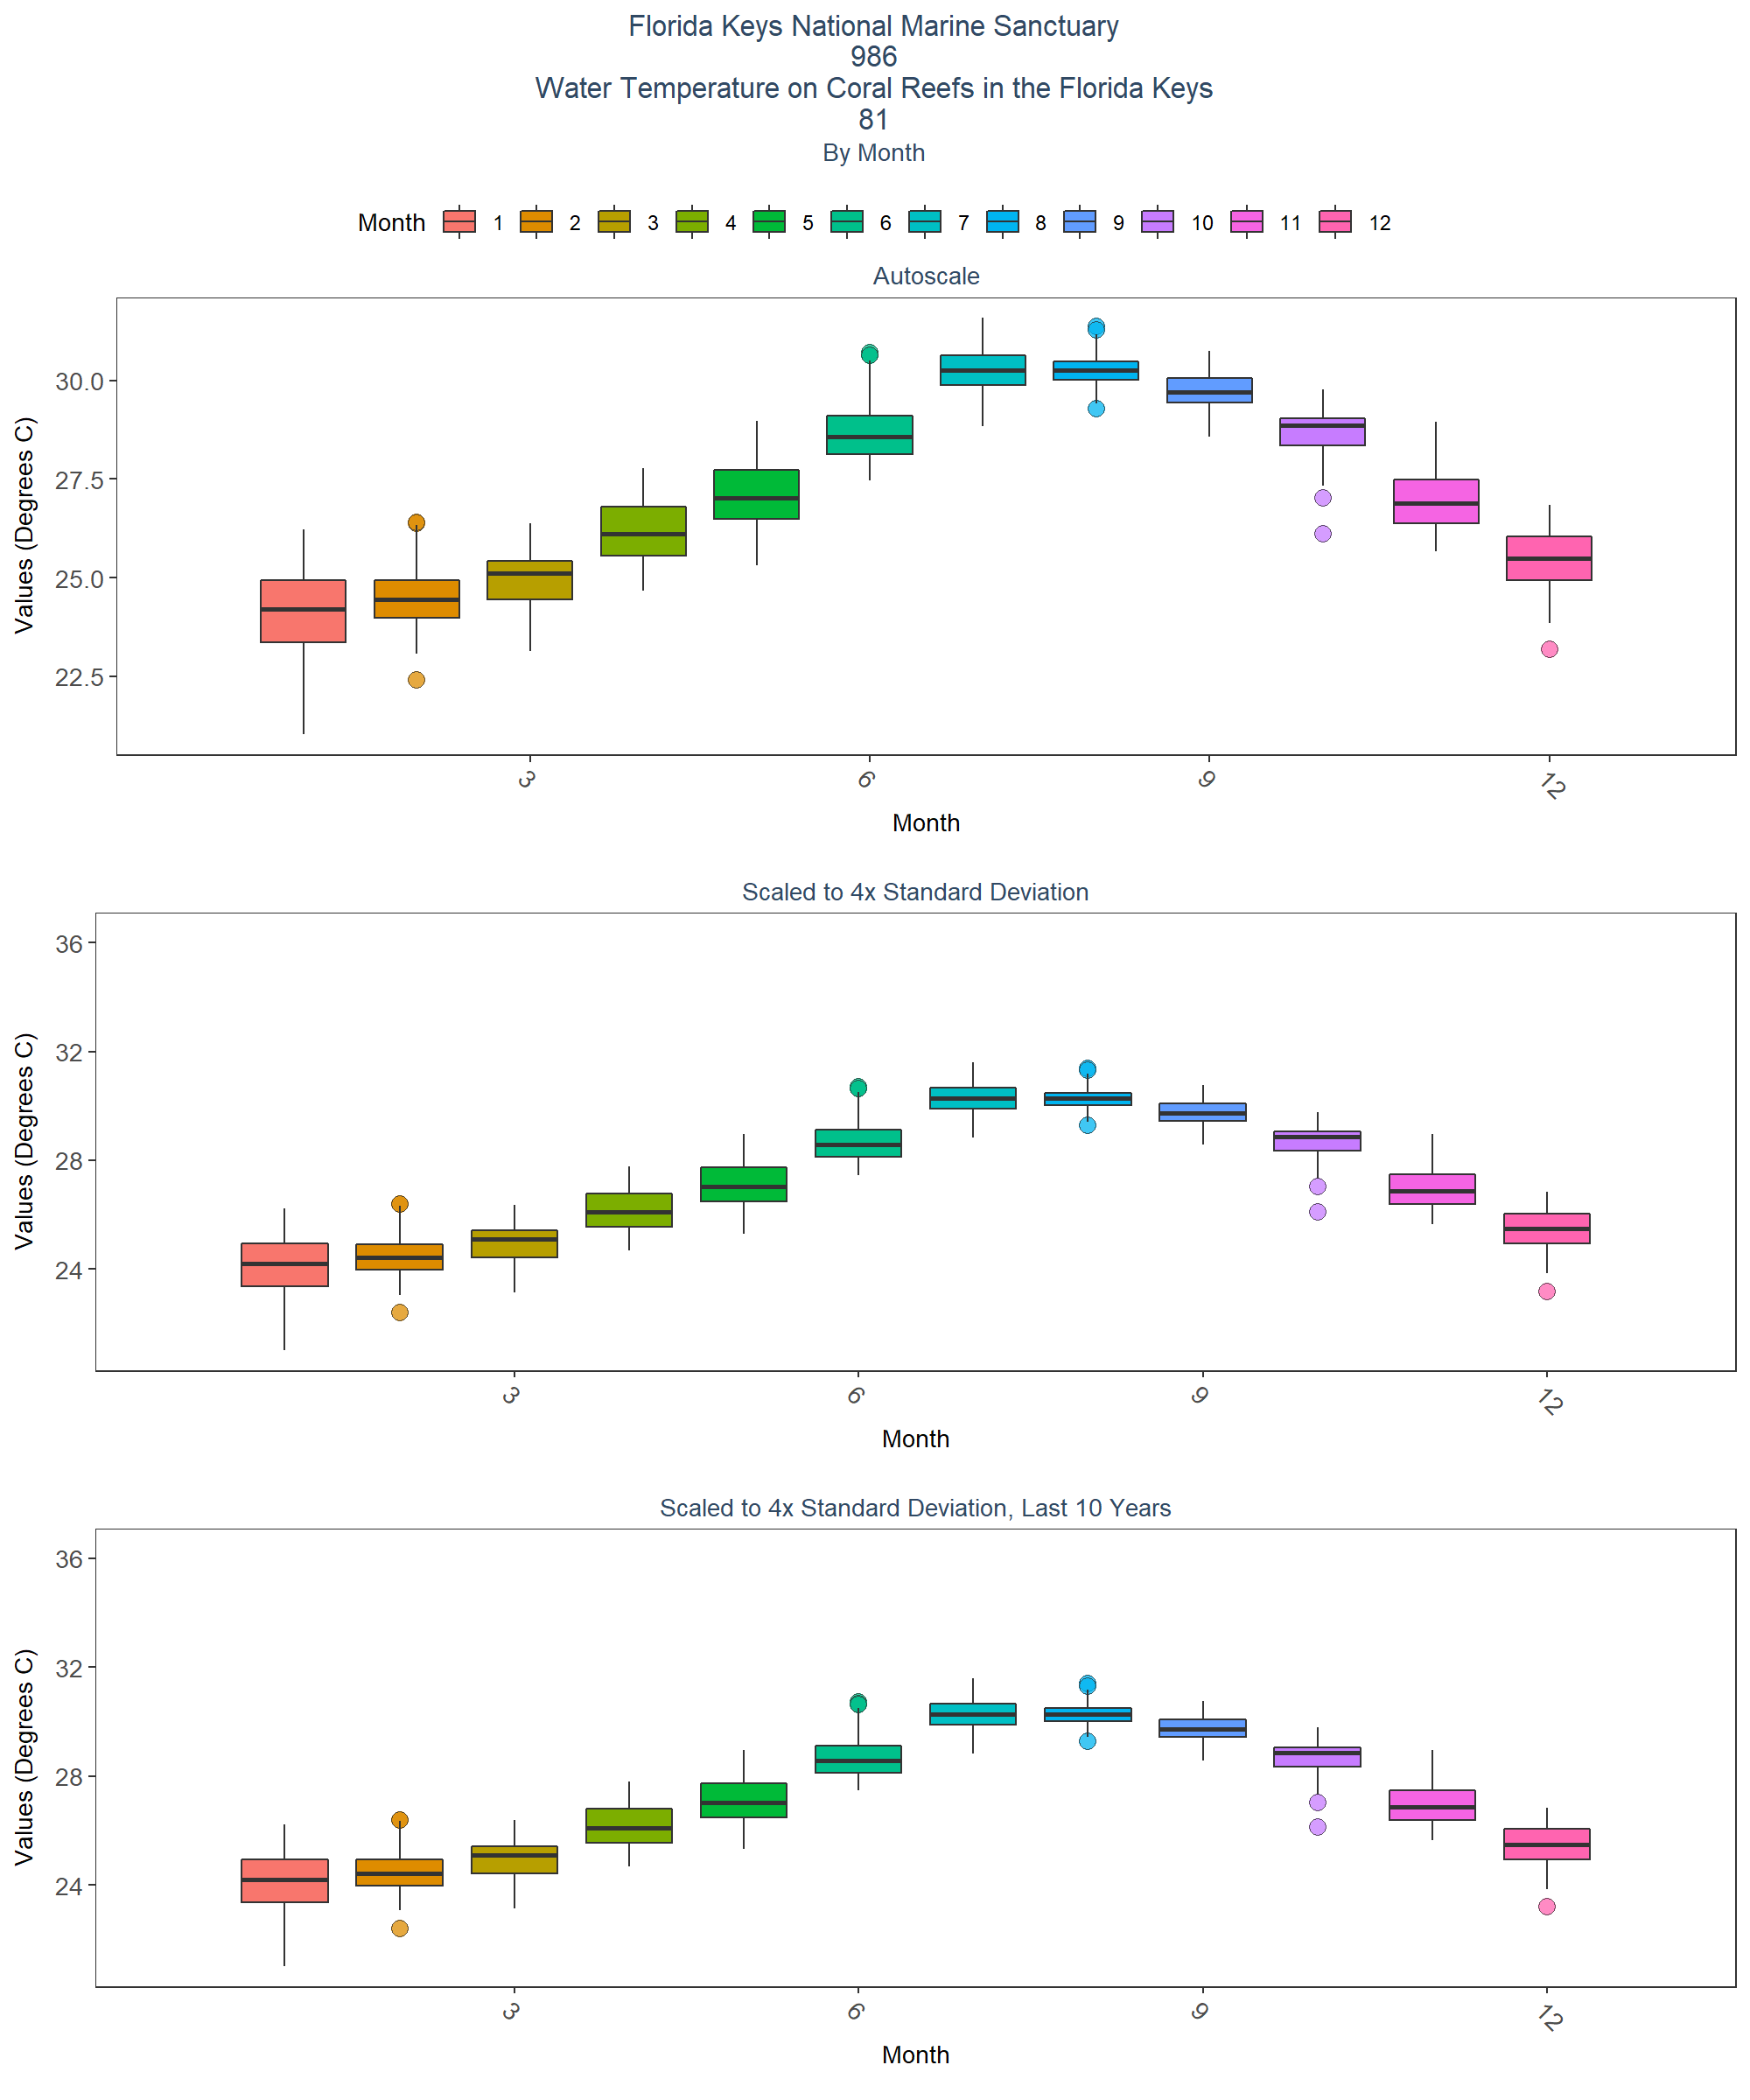 Florida Keys National Marine Sanctuary
986
Water Temperature on Coral Reefs in the Florida Keys
81
By Month
Month 1 2 3 4 5 6 7 8 9 10 11 12
Autoscale
Values (Degrees C)
30.0
27.5
25.0
22.5
3 6 9 12
Month
Scaled to 4x Standard Deviation
Values (Degrees C)
36
32
28
24
3 6 9 12
Month
Scaled to 4x Standard Deviation, Last 10 Years
Values (Degrees C)
36
32
28
24
3 6 9 12
Month